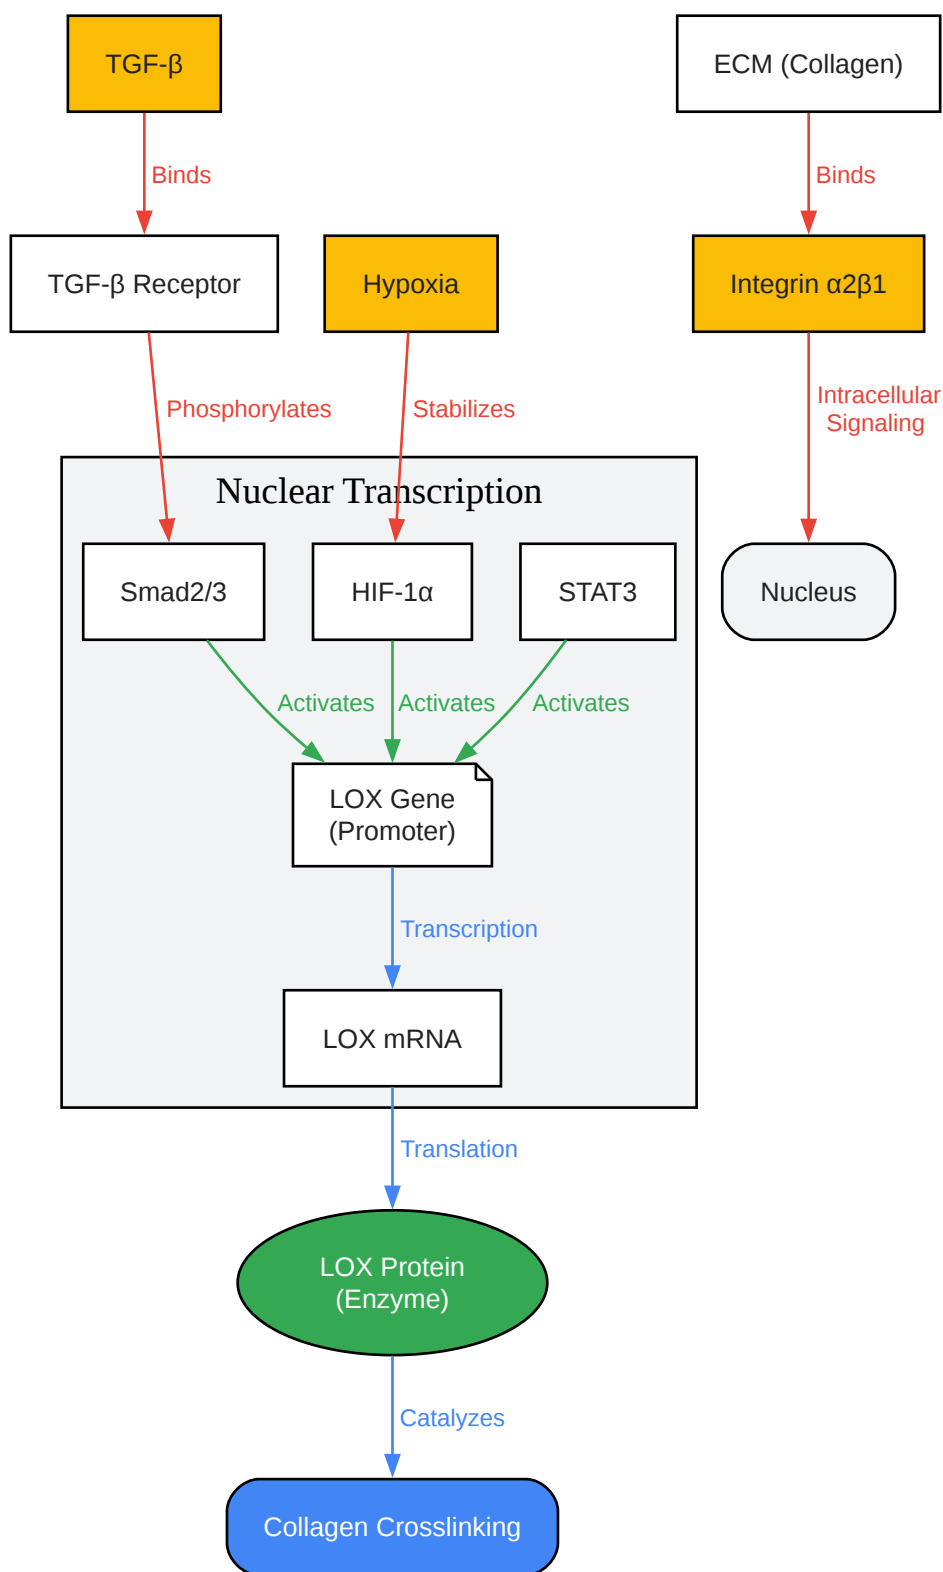 TGF-β
ECM (Collagen)
Binds
Binds
TGF-β Receptor
Hypoxia
Integrin α2β1
Phosphorylates
Stabilizes
Intracellular
Signaling
Nuclear Transcription
Smad2/3
HIF-1α
STAT3
Nucleus
Activates
Activates
Activates
LOX Gene
(Promoter)
Transcription
LOX mRNA
Translation
LOX Protein
(Enzyme)
Catalyzes
Collagen Crosslinking